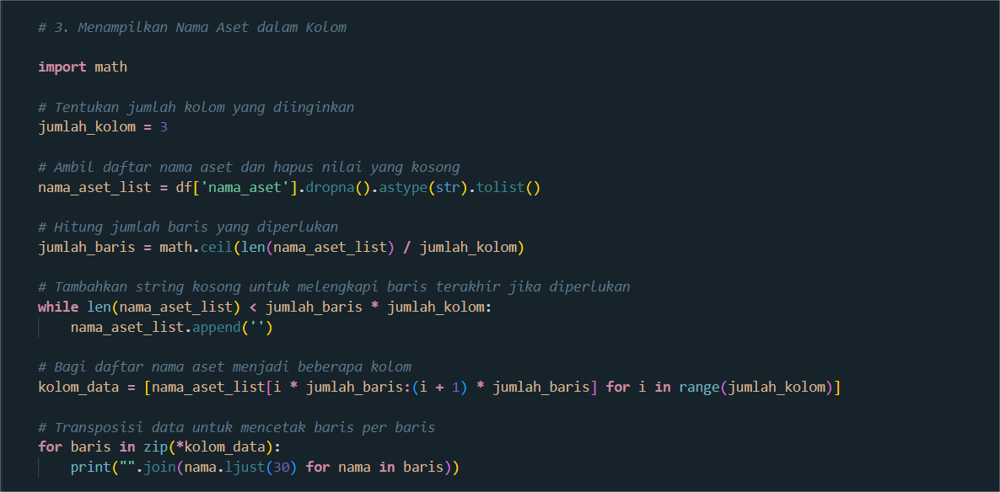 # 3. Menampilkan Nama Aset dalam Kolom
import math
# Tentukan jumlah kolom yang diinginkan
jumlah_kolom = 3
# Ambil daftar nama aset dan hapus nilai yang kosong
nama_aset_list = df['nama_aset'].dropna().astype(str).tolist()
# Hitung jumlah baris yang diperlukan
jumlah_baris = math.ceil(len(nama_aset_list) / jumlah_kolom)
# Tambahkan string kosong untuk melengkapi baris terakhir jika diperlukan
while len(nama_aset_list) < jumlah_baris * jumlah_kolom:
    nama_aset_list.append('')
# Bagi daftar nama aset menjadi beberapa kolom
kolom_data = [nama_aset_list[i * jumlah_baris:(i + 1) * jumlah_baris] for i in range(jumlah_kolom)]
# Transposisi data untuk mencetak baris per baris
for baris in zip(*kolom_data):
    print("".join(nama.ljust(30) for nama in baris))